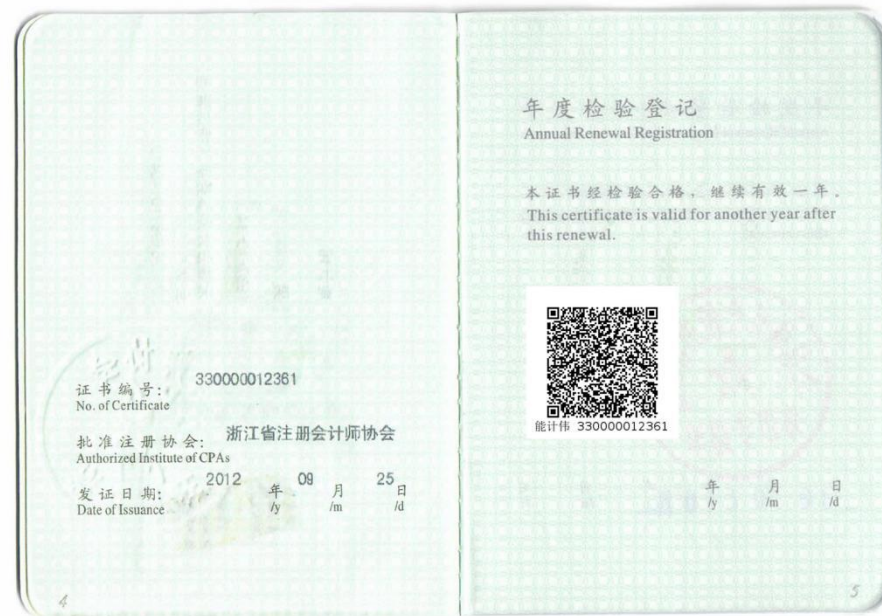 证书编号: 330000012361
No. of Certificate
批准注册协会: 浙江省注册会计师协会
Authorized Institute of CPAs
发证日期: 2012 年 09 月 25 日
Date of Issuance /y /m /d
4
年度检验登记
Annual Renewal Registration
本证书经检验合格，继续有效一年。
This certificate is valid for another year after
this renewal.
能计伟 330000012361
年 月 日
/y /m /d
5